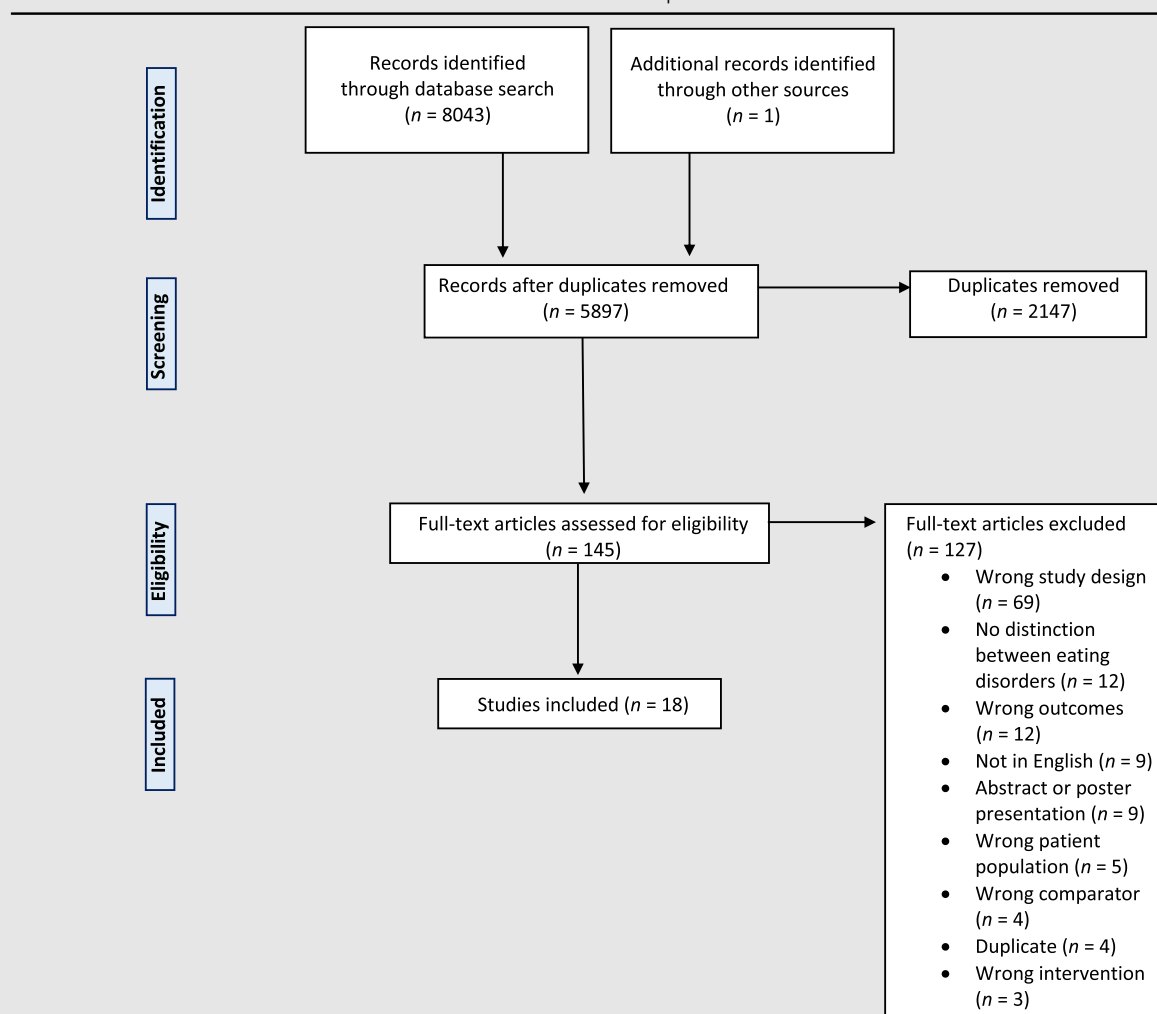 Identification
Records identified
through database search
(n = 8043)
Additional records identified
through other sources
(n = 1)
Screening
Records after duplicates removed
(n = 5897)
Duplicates removed
(n = 2147)
Eligibility
Full-text articles assessed for eligibility
(n = 145)
Full-text articles excluded
(n = 127)
• Wrong study design
(n = 69)
• No distinction
between eating
disorders (n = 12)
• Wrong outcomes
(n = 12)
• Not in English (n = 9)
• Abstract or poster
presentation (n = 9)
• Wrong patient
population (n = 5)
• Wrong comparator
(n = 4)
• Duplicate (n = 4)
• Wrong intervention
(n = 3)
Included
Studies included (n = 18)